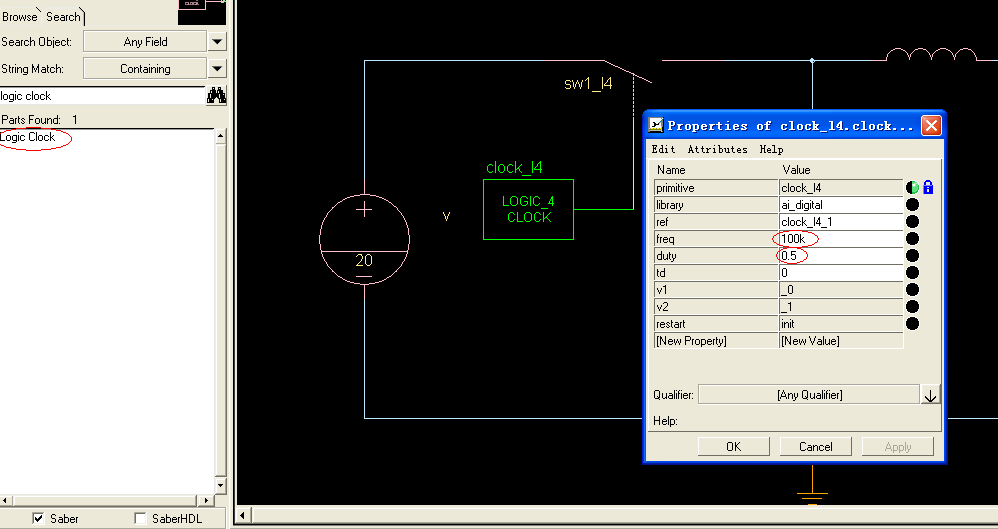 CLOCK
Browse Search
Search Object: Any Field
String Match: Containing
logic clock
Parts Found: 1
Logic Clock
Saber SaberHDL
sw1_l4
clock_l4
LOGIC_4
CLOCK
v
20
Properties of clock_l4.clock...
Edit Attributes Help
Name Value
primitive clock_l4
library ai_digital
ref clock_l4_1
freq 100k
duty 0.5
td 0
v1 _0
v2 _1
restart init
[New Property] [New Value]
Qualifier: [Any Qualifier]
Help:
OK Cancel Apply